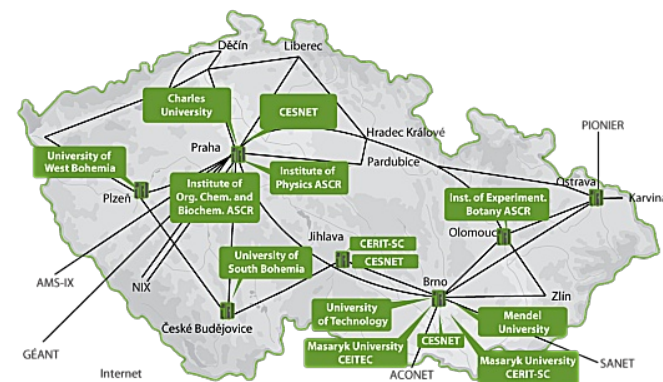 Děčín
Liberec
Charles
University
CESNET
Hradec Králové
PIONIER
Praha
Pardubice
University of
West Bohemia
Institute of
Physics ASCR
Institute of
Org. Chem. and
Biochem. ASCR
Plzeň
Inst. of Experiment.
Botany ASCR
Ostrava
Karvina
Olomouc
Jihlava
CERIT-SC
CESNET
University of
South Bohemia
AMS-IX
NIX
Brno
Zlín
České Budějovice
University
of Technology
Mendel
University
GÉANT
Masaryk University
CEITEC
CESNET
Masaryk University
CERIT-SC
SANET
Internet
ACONET